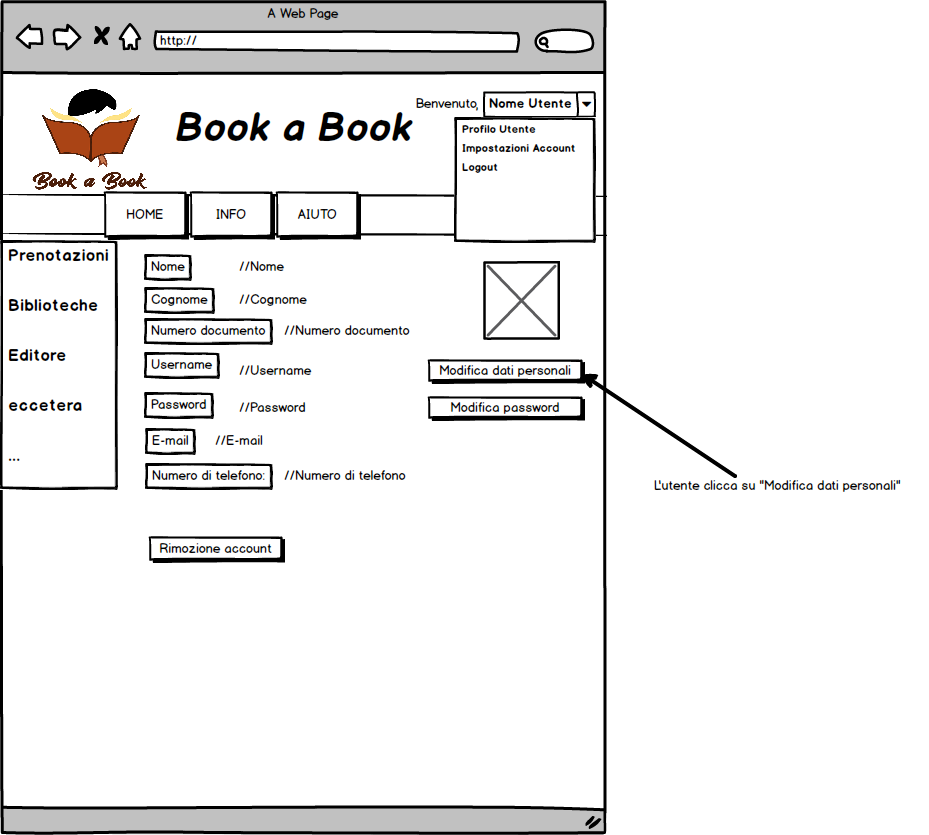 A Web Page
http://
Benvenuto, Nome Utente
Book a Book
Profilo Utente
Impostazioni Account
Logout
Book a Book
HOME
INFO
AIUTO
Prenotazioni
Biblioteche
Editore
eccetera
...
Nome //Nome
Cognome //Cognome
Numero documento //Numero documento
Username //Username
Password //Password
E-mail //E-mail
Numero di telefono: //Numero di telefono
Modifica dati personali
Modifica password
L'utente clicca su "Modifica dati personali"
Rimozione account